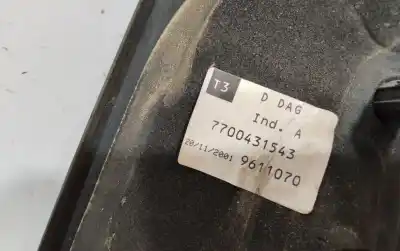 T3
D DAG
Ind. A
7700431543
20/11/2001 9611070